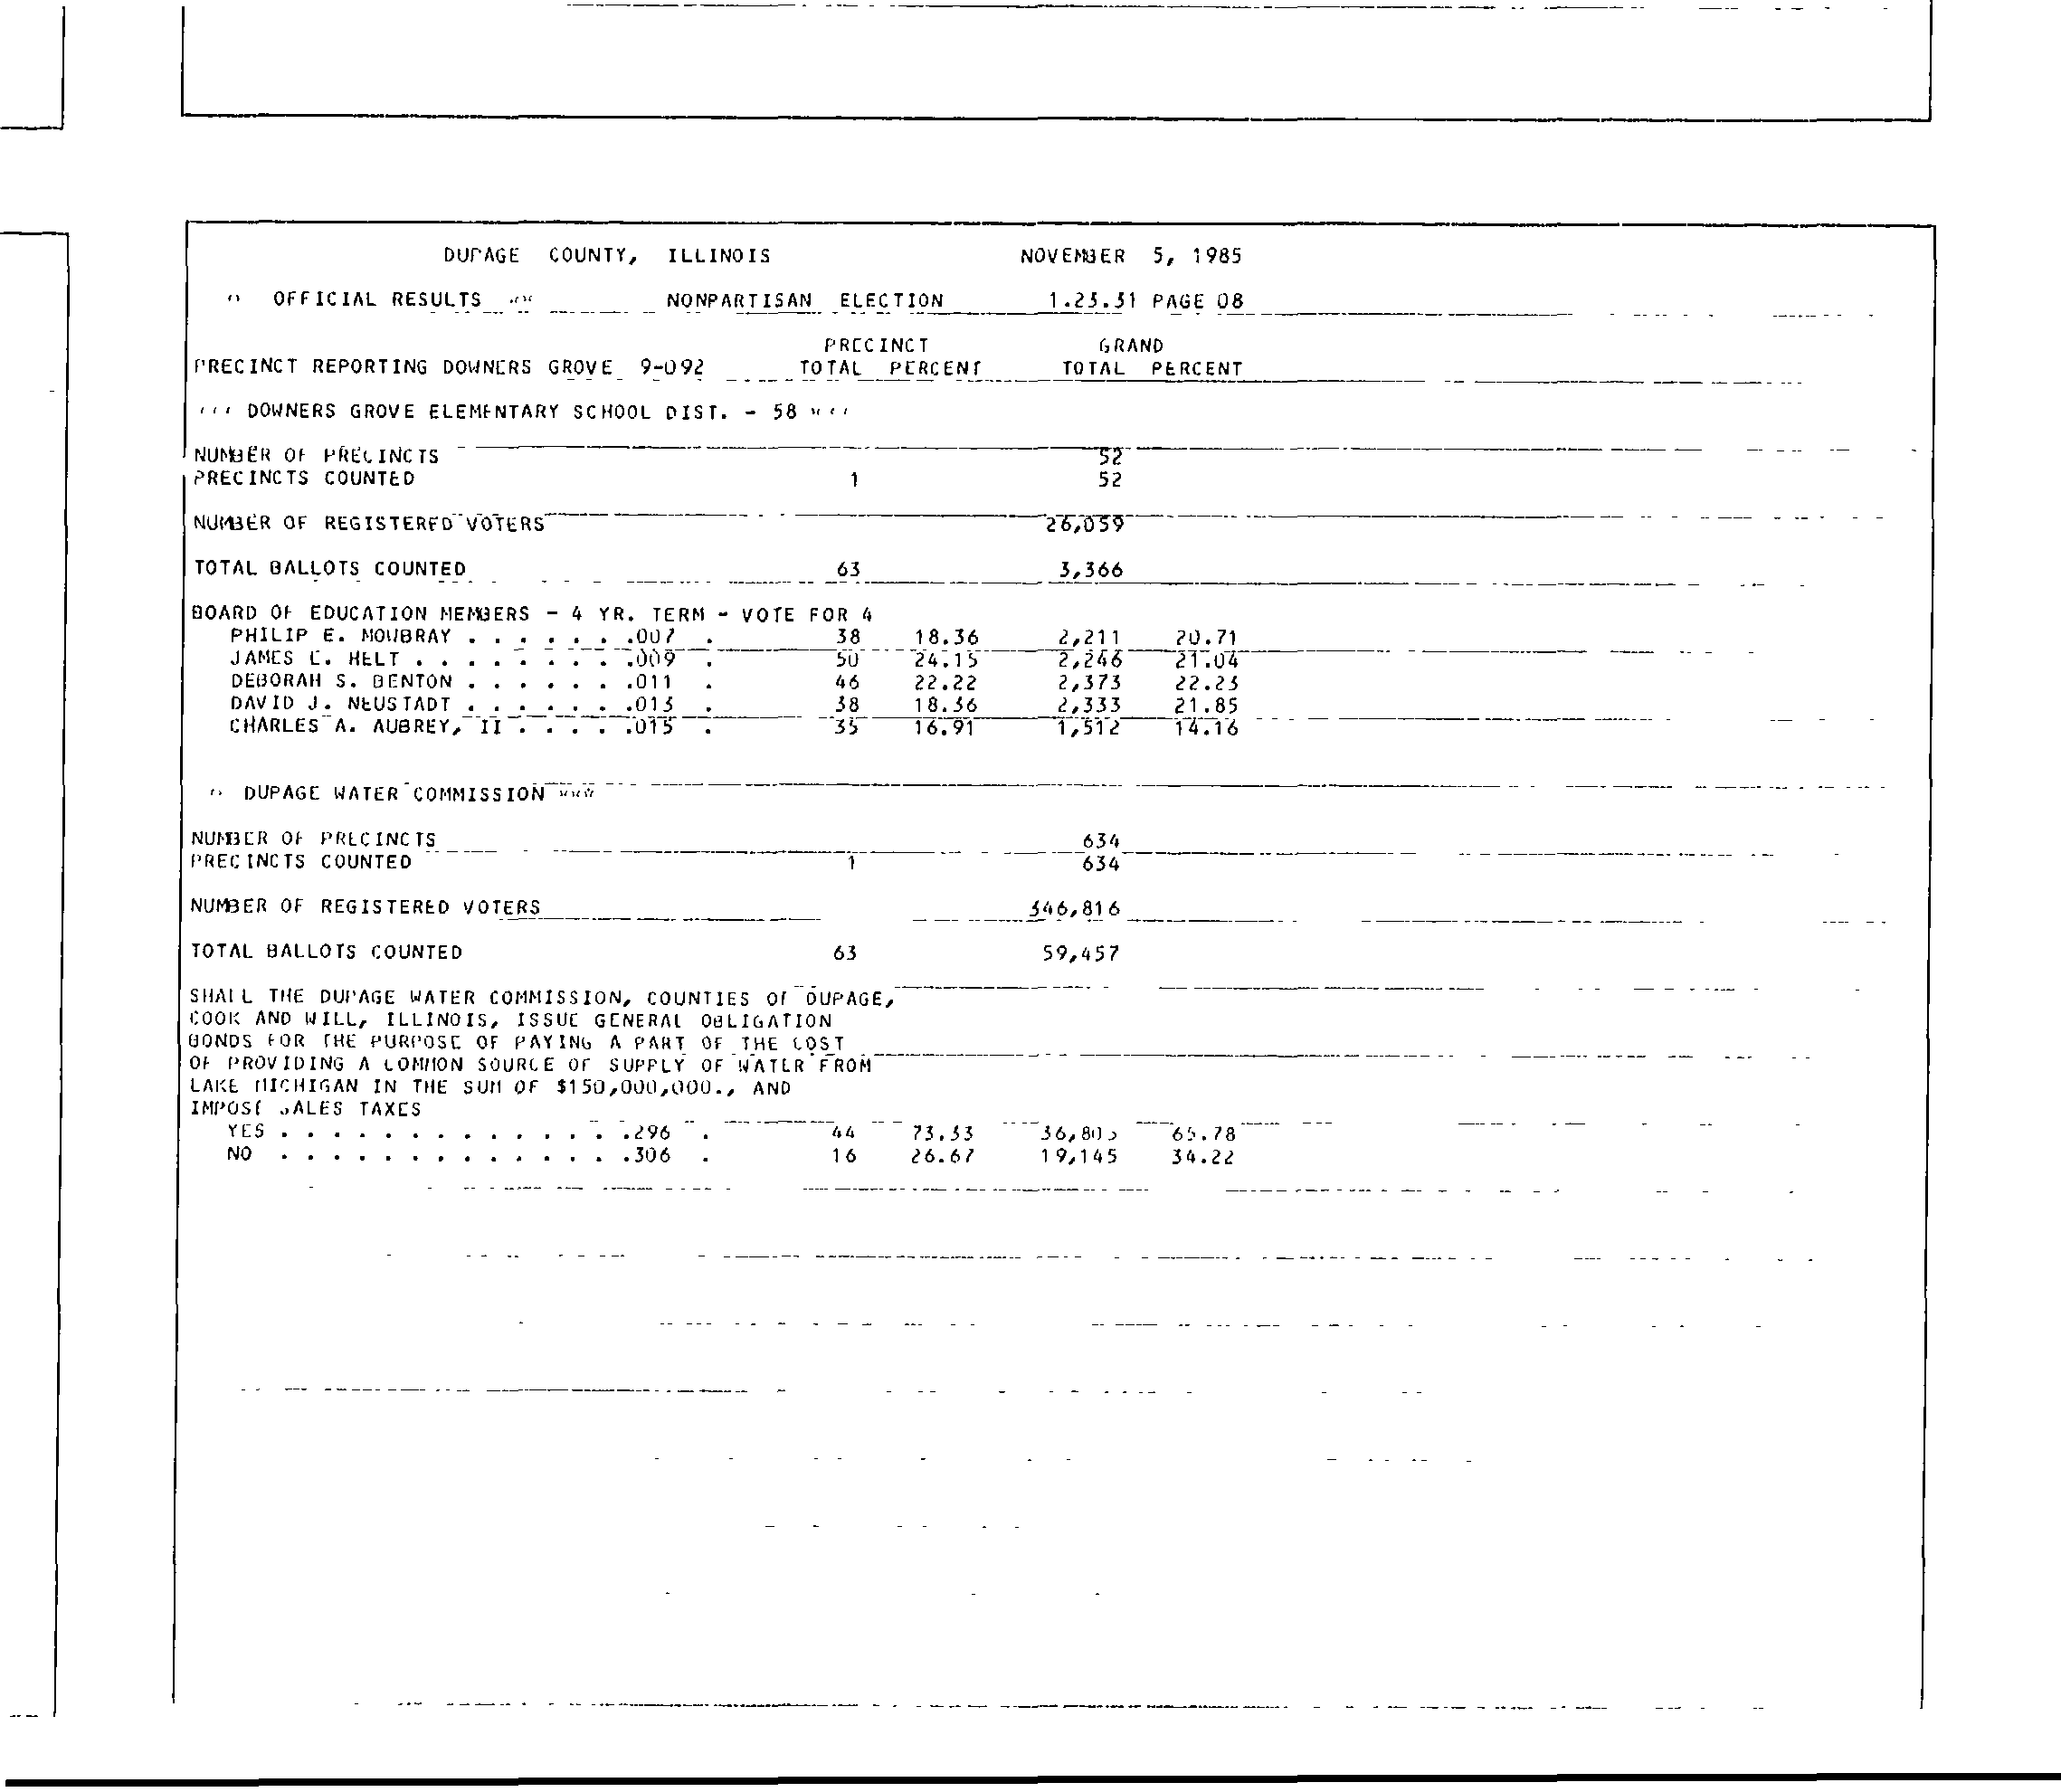 DUPAGE COUNTY, ILLINOIS NOVEMBER 5, 1985
OFFICIAL RESULTS NONPARTISAN ELECTION 1.23.31 PAGE 08
PRECINCT GRAND
PRECINCT REPORTING DOWNERS GROVE 9-092 TOTAL PERCENT TOTAL PERCENT
DOWNERS GROVE ELEMENTARY SCHOOL DIST. - 58
NUMBER OF PRECINCTS 52
PRECINCTS COUNTED 1 52
NUMBER OF REGISTERED VOTERS 26,059
TOTAL BALLOTS COUNTED 63 3,366
BOARD OF EDUCATION MEMBERS - 4 YR. TERM - VOTE FOR 4
PHILIP E. MOWBRAY . . . . . . .007 . 38 18.36 2,211 20.71
JAMES E. HELT . . . . . . . . .009 . 50 24.15 2,246 21.04
DEBORAH S. BENTON . . . . . . .011 . 46 22.22 2,373 22.23
DAVID J. NEUSTADT . . . . . . .013 . 38 18.36 2,333 21.85
CHARLES A. AUBREY, II . . . . .015 . 35 16.91 1,512 14.16
DUPAGE WATER COMMISSION ***
NUMBER OF PRECINCTS 634
PRECINCTS COUNTED 1 634
NUMBER OF REGISTERED VOTERS 346,816
TOTAL BALLOTS COUNTED 63 59,457
SHALL THE DUPAGE WATER COMMISSION, COUNTIES OF DUPAGE,
COOK AND WILL, ILLINOIS, ISSUE GENERAL OBLIGATION
BONDS FOR THE PURPOSE OF PAYING A PART OF THE COST
OF PROVIDING A COMMON SOURCE OF SUPPLY OF WATER FROM
LAKE MICHIGAN IN THE SUM OF $150,000,000., AND
IMPOSE SALES TAXES
YES . . . . . . . . . . . . . .296 . 44 73.33 65.78
NO . . . . . . . . . . . . . .306 . 16 26.67 19,145 34.22